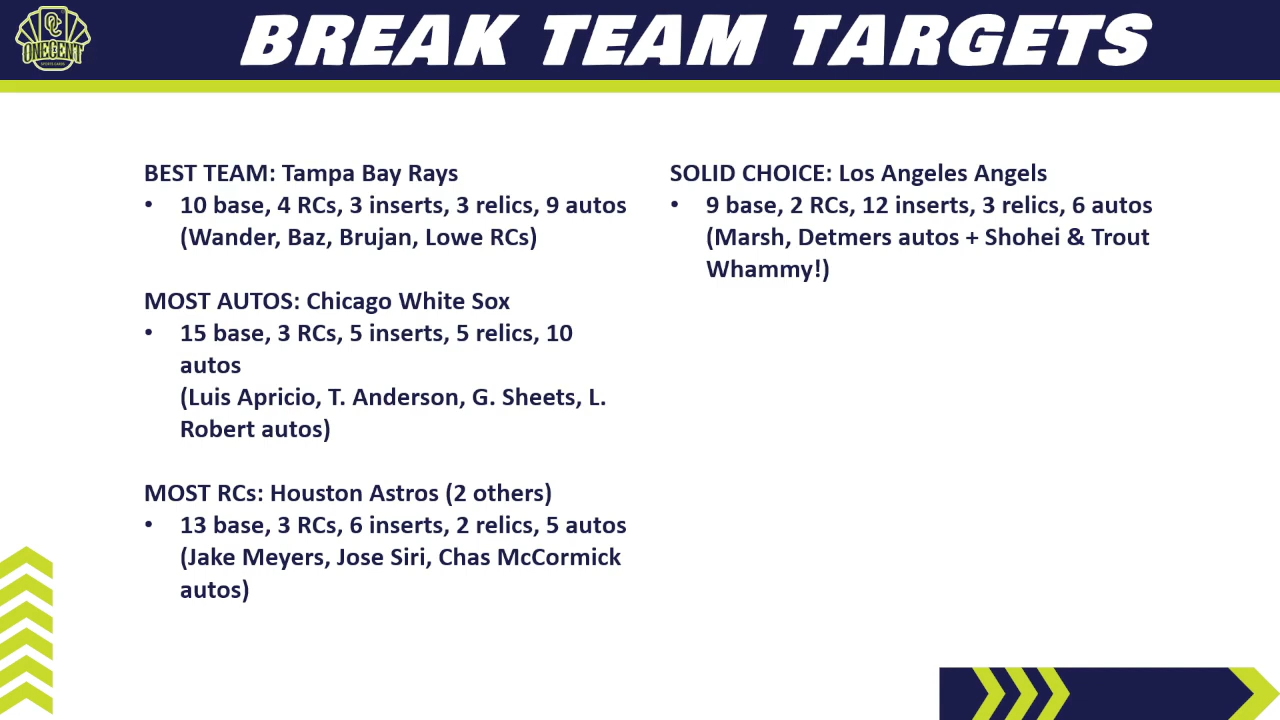 OC
ONEGENT
SPORTS CARDS
BREAK TEAM TARGETS
BEST TEAM: Tampa Bay Rays
• 10 base, 4 RCs, 3 inserts, 3 relics, 9 autos
(Wander, Baz, Brujan, Lowe RCs)
MOST AUTOS: Chicago White Sox
• 15 base, 3 RCs, 5 inserts, 5 relics, 10
autos
(Luis Apricio, T. Anderson, G. Sheets, L.
Robert autos)
MOST RCs: Houston Astros (2 others)
• 13 base, 3 RCs, 6 inserts, 2 relics, 5 autos
(Jake Meyers, Jose Siri, Chas McCormick
autos)
SOLID CHOICE: Los Angeles Angels
• 9 base, 2 RCs, 12 inserts, 3 relics, 6 autos
(Marsh, Detmers autos + Shohei & Trout
Whammy!)